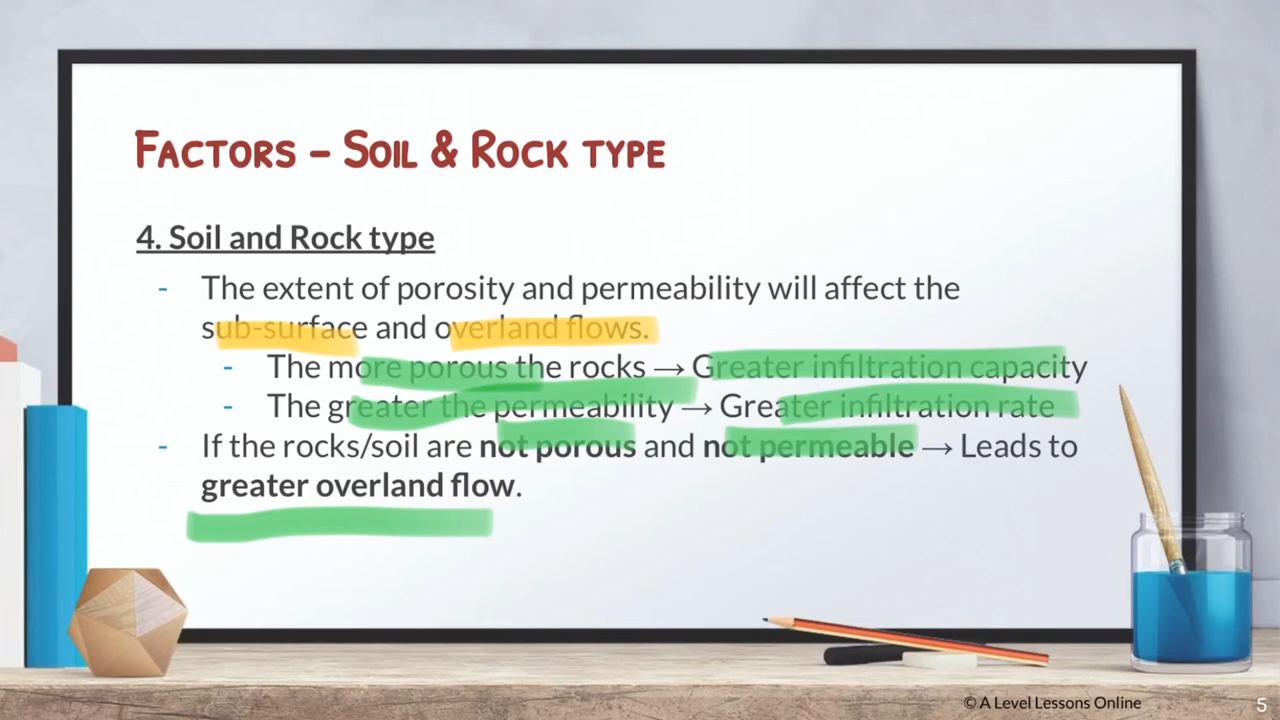 Factors – Soil & Rock type
4. Soil and Rock type
- The extent of porosity and permeability will affect the
sub-surface and overland flows.
- The more porous the rocks → Greater infiltration capacity
- The greater the permeability → Greater infiltration rate
- If the rocks/soil are not porous and not permeable → Leads to
greater overland flow.
© A Level Lessons Online
5